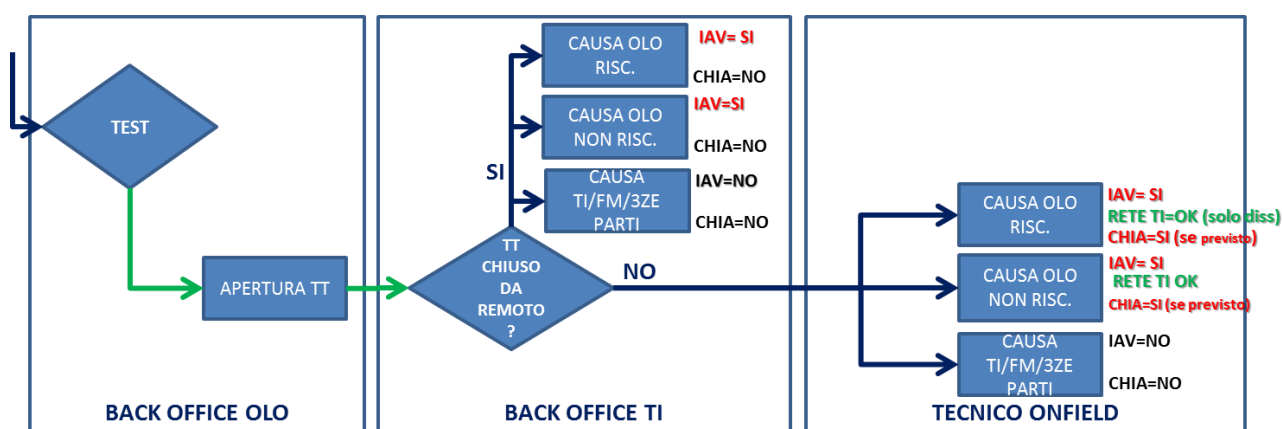 TEST
APERTURA TT
BACK OFFICE OLO
CAUSA OLO
RISC.
IAV= SI
CHIA=NO
CAUSA OLO
NON RISC.
IAV=SI
CHIA=NO
SI
CAUSA
TI/FM/3ZE
PARTI
IAV=NO
CHIA=NO
TT
CHIUSO
DA
REMOTO
?
NO
BACK OFFICE TI
CAUSA OLO
RISC.
IAV= SI
RETE TI=OK (solo diss)
CHIA=SI (se previsto)
CAUSA OLO
NON RISC.
IAV= SI
RETE TI OK
CHIA=SI (se previsto)
CAUSA
TI/FM/3ZE
PARTI
IAV=NO
CHIA=NO
TECNICO ONFIELD